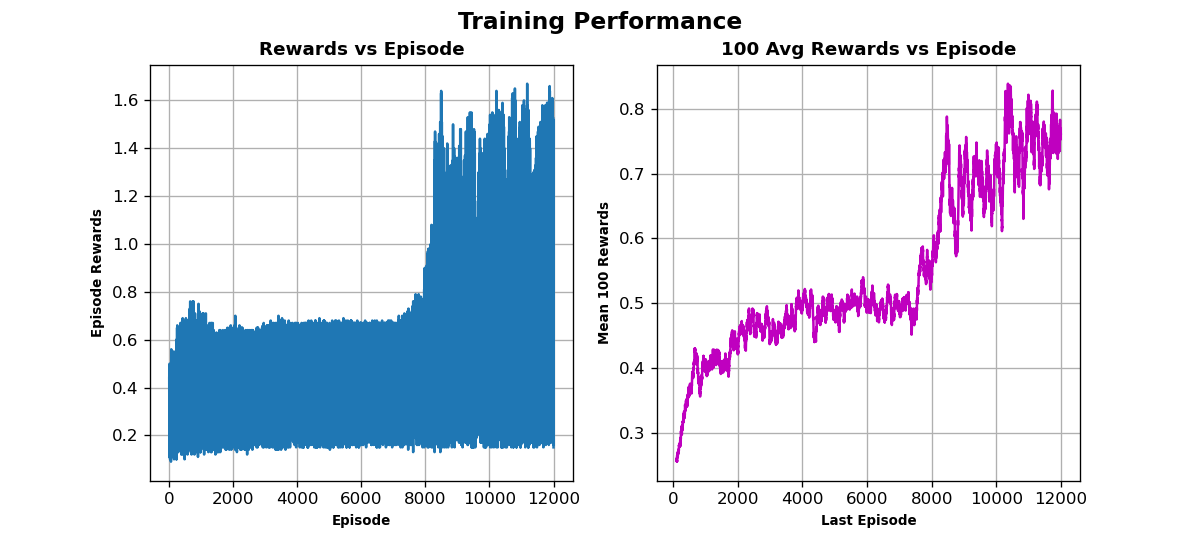 Training Performance
Rewards vs Episode
1.6
1.4
1.2
1.0
0.8
0.6
0.4
0.2
Episode Rewards
0 2000 4000 6000 8000 10000 12000
Episode
100 Avg Rewards vs Episode
0.8
0.7
0.6
0.5
0.4
0.3
Mean 100 Rewards
0 2000 4000 6000 8000 10000 12000
Last Episode